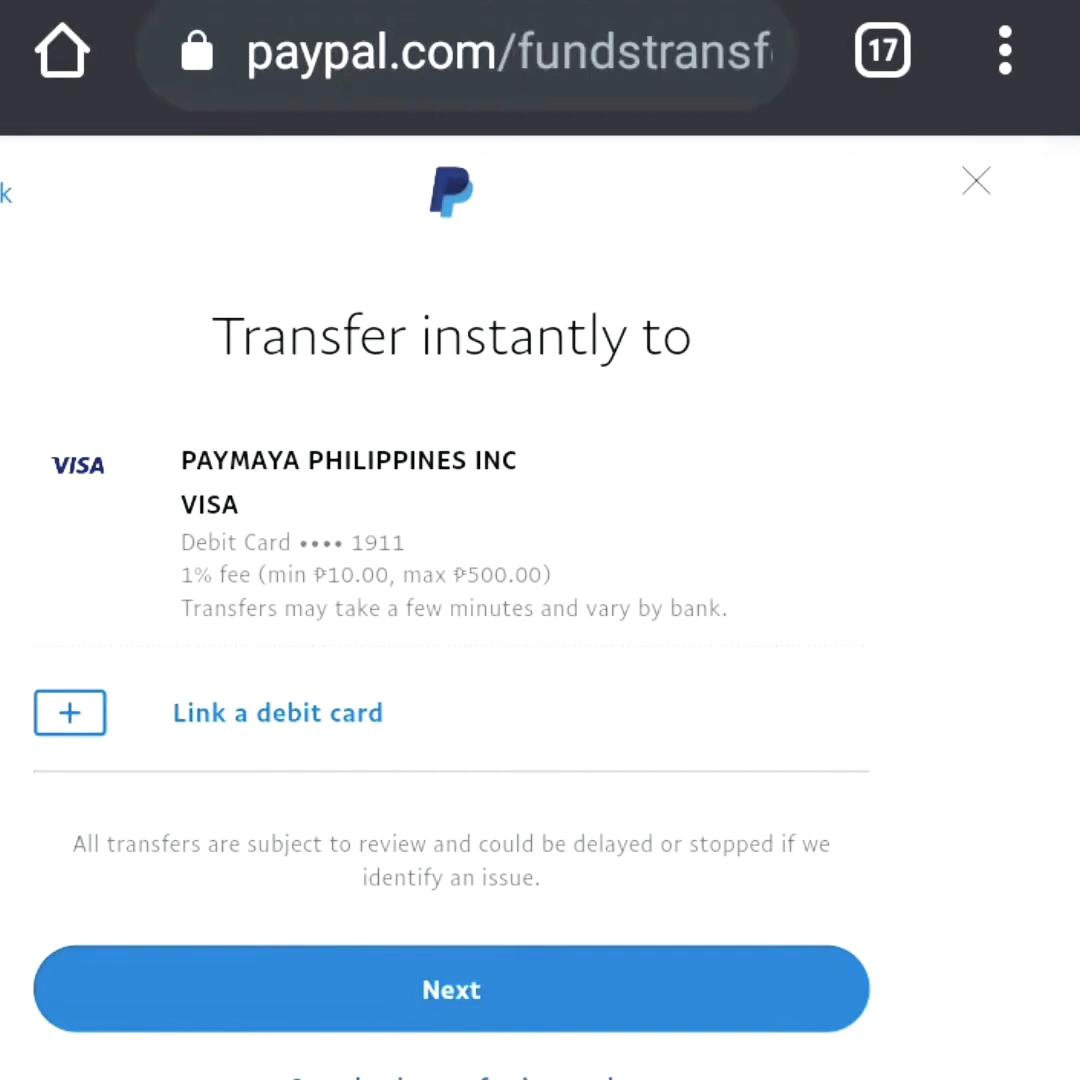 paypal.com/fundstransf
17
k
Transfer instantly to
VISA
PAYMAYA PHILIPPINES INC
VISA
Debit Card •••• 1911
1% fee (min ₱10.00, max ₱500.00)
Transfers may take a few minutes and vary by bank.
+ Link a debit card
All transfers are subject to review and could be delayed or stopped if we
identify an issue.
Next